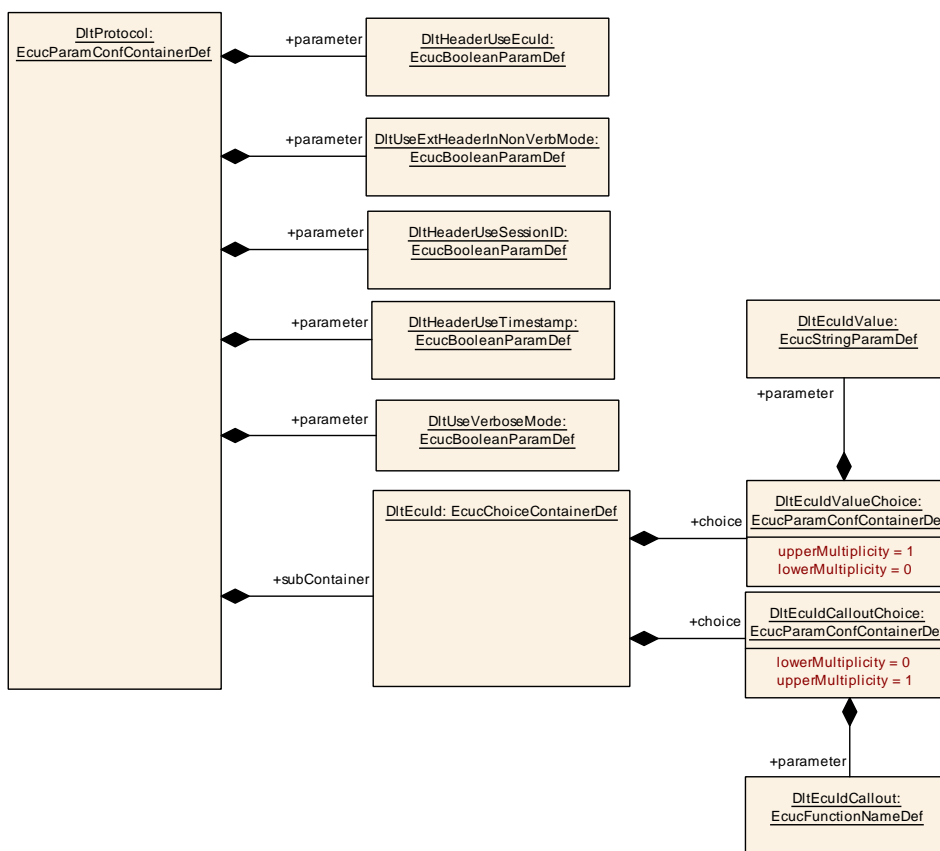 DltProtocol:
EcucParamConfContainerDef
+parameter
DltHeaderUseEcuId:
EcucBooleanParamDef
+parameter
DltUseExtHeaderInNonVerbMode:
EcucBooleanParamDef
+parameter
DltHeaderUseSessionID:
EcucBooleanParamDef
+parameter
DltHeaderUseTimestamp:
EcucBooleanParamDef
+parameter
DltUseVerboseMode:
EcucBooleanParamDef
+subContainer
DltEcuId: EcucChoiceContainerDef
DltEcuIdValue:
EcucStringParamDef
+parameter
+choice
DltEcuIdValueChoice:
EcucParamConfContainerDef
upperMultiplicity = 1
lowerMultiplicity = 0
+choice
DltEcuIdCalloutChoice:
EcucParamConfContainerDef
lowerMultiplicity = 0
upperMultiplicity = 1
+parameter
DltEcuIdCallout:
EcucFunctionNameDef